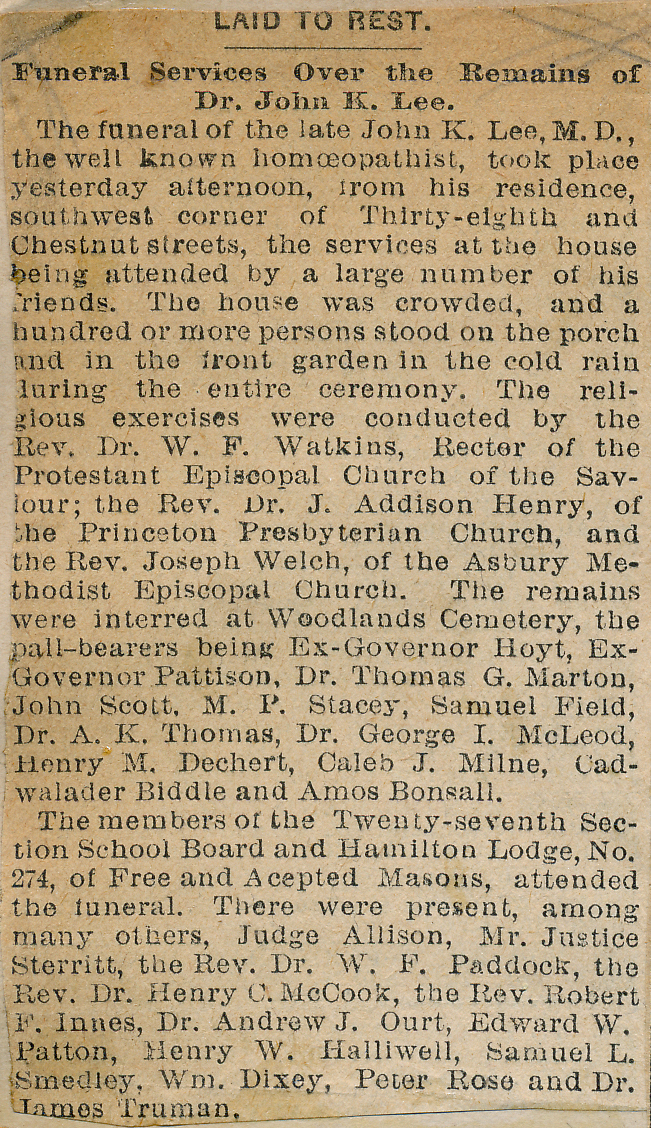 LAID TO REST.
Funeral Services Over the Remains of
Dr. John K. Lee.
The funeral of the late John K. Lee, M. D.,
the well known homœopathist, took place
yesterday afternoon, from his residence,
southwest corner of Thirty-eighth and
Chestnut streets, the services at the house
being attended by a large number of his
friends. The house was crowded, and a
hundred or more persons stood on the porch
and in the front garden in the cold rain
during the entire ceremony. The reli-
gious exercises were conducted by the
Rev. Dr. W. F. Watkins, Rector of the
Protestant Episcopal Church of the Sav-
iour; the Rev. Dr. J. Addison Henry, of
the Princeton Presbyterian Church, and
the Rev. Joseph Welch, of the Asbury Me-
thodist Episcopal Church. The remains
were interred at Woodlands Cemetery, the
pall-bearers being Ex-Governor Hoyt, Ex-
Governor Pattison, Dr. Thomas G. Marton,
John Scott, M. P. Stacey, Samuel Field,
Dr. A. K. Thomas, Dr. George I. McLeod,
Henry M. Dechert, Caleb J. Milne, Cad-
walader Biddle and Amos Bonsall.
The members of the Twenty-seventh Sec-
tion School Board and Hamilton Lodge, No.
274, of Free and Acepted Masons, attended
the funeral. There were present, among
many others, Judge Allison, Mr. Justice
Sterritt, the Rev. Dr. W. F. Paddock, the
Rev. Dr. Henry C. McCook, the Rev. Robert
F. Innes, Dr. Andrew J. Ourt, Edward W.
Patton, Henry W. Halliwell, Samuel L.
Smedley, Wm. Dixey, Peter Rose and Dr.
James Truman.